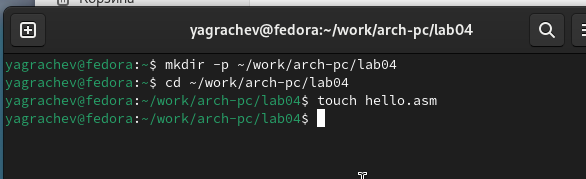 Корзина
yagrachev@fedora:~/work/arch-pc/lab04
yagrachev@fedora:~$ mkdir -p ~/work/arch-pc/lab04
yagrachev@fedora:~$ cd ~/work/arch-pc/lab04
yagrachev@fedora:~/work/arch-pc/lab04$ touch hello.asm
yagrachev@fedora:~/work/arch-pc/lab04$